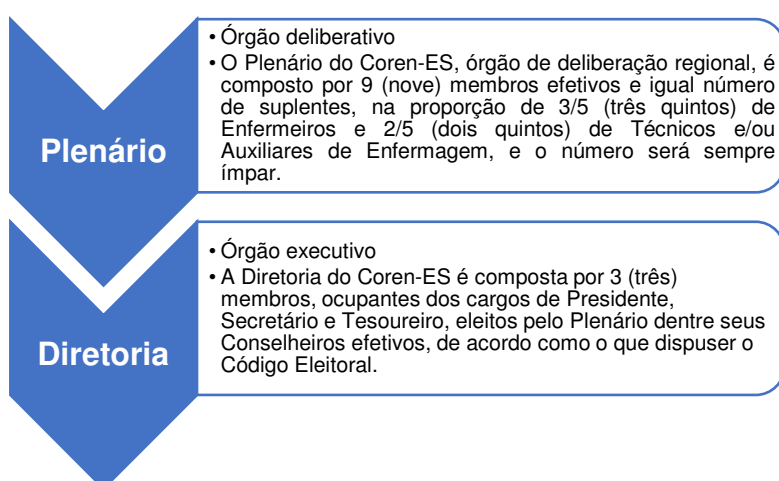 Plenário
• Órgão deliberativo
• O Plenário do Coren-ES, órgão de deliberação regional, é
composto por 9 (nove) membros efetivos e igual número
de suplentes, na proporção de 3/5 (três quintos) de
Enfermeiros e 2/5 (dois quintos) de Técnicos e/ou
Auxiliares de Enfermagem, e o número será sempre
ímpar.
Diretoria
• Órgão executivo
• A Diretoria do Coren-ES é composta por 3 (três)
membros, ocupantes dos cargos de Presidente,
Secretário e Tesoureiro, eleitos pelo Plenário dentre seus
Conselheiros efetivos, de acordo como o que dispuser o
Código Eleitoral.